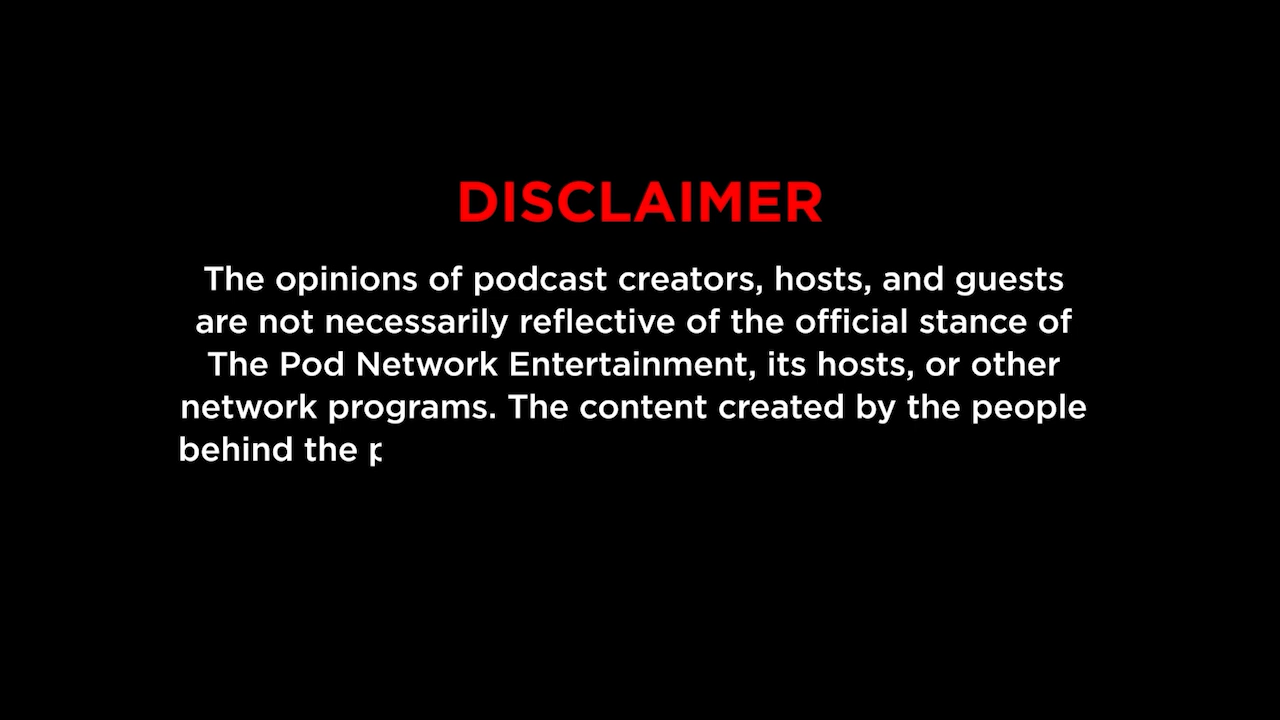 DISCLAIMER
The opinions of podcast creators, hosts, and guests
are not necessarily reflective of the official stance of
The Pod Network Entertainment, its hosts, or other
network programs. The content created by the people
behind the p